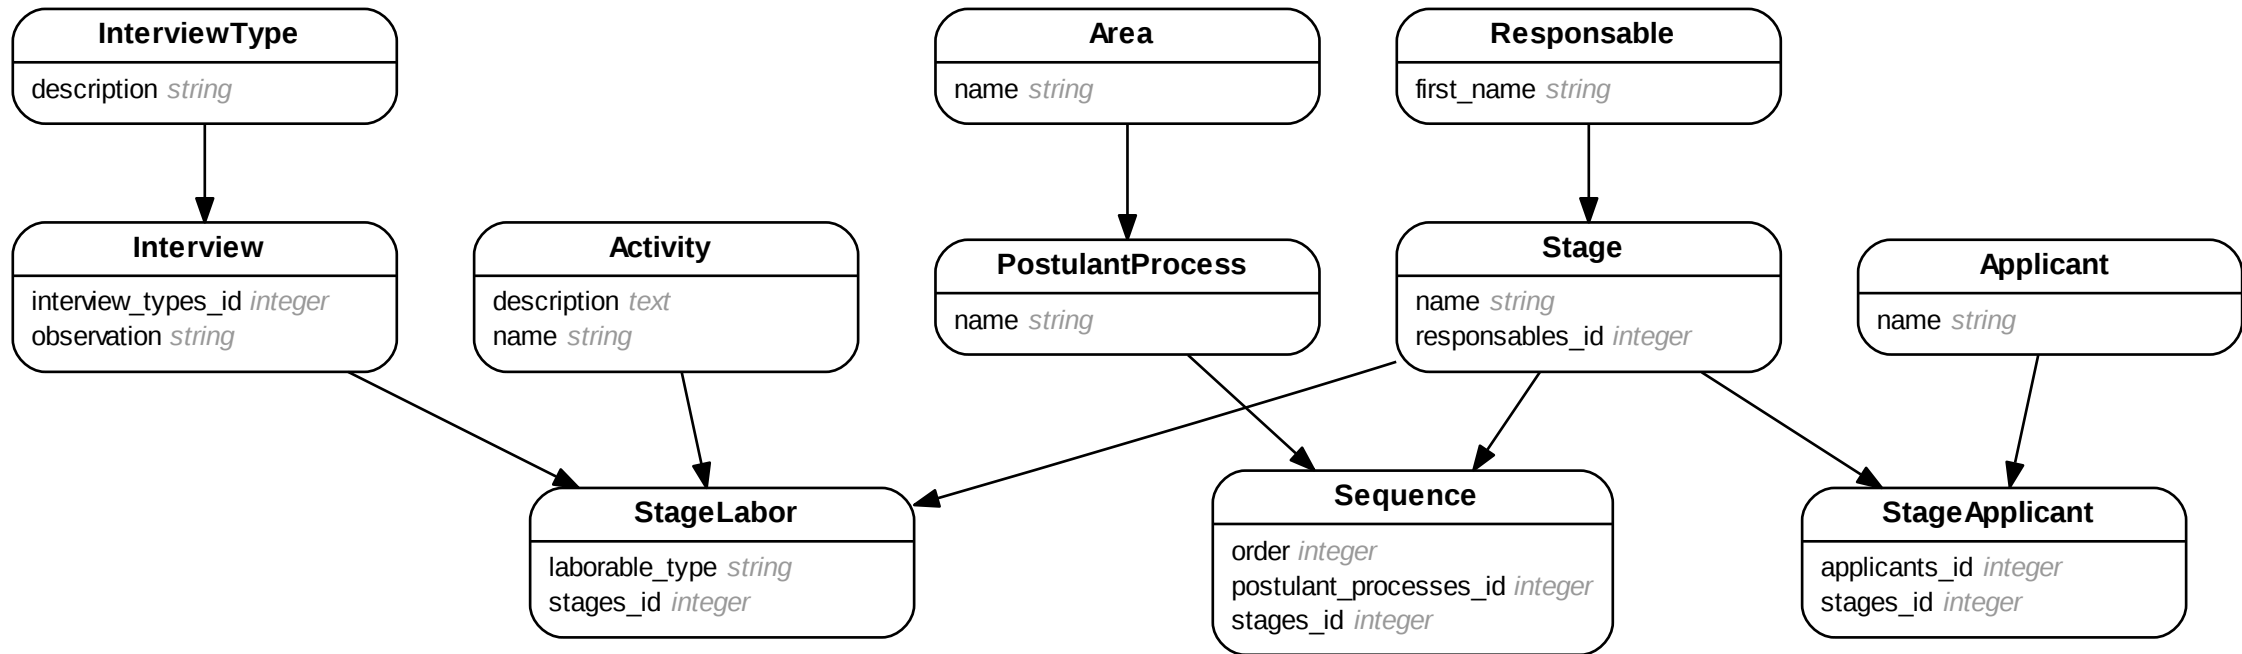 InterviewType
description string
Area
name string
Responsable
first_name string
Interview
interview_types_id integer
observation string
Activity
description text
name string
PostulantProcess
name string
Stage
name string
responsables_id integer
Applicant
name string
StageLabor
laborable_type string
stages_id integer
Sequence
order integer
postulant_processes_id integer
stages_id integer
StageApplicant
applicants_id integer
stages_id integer